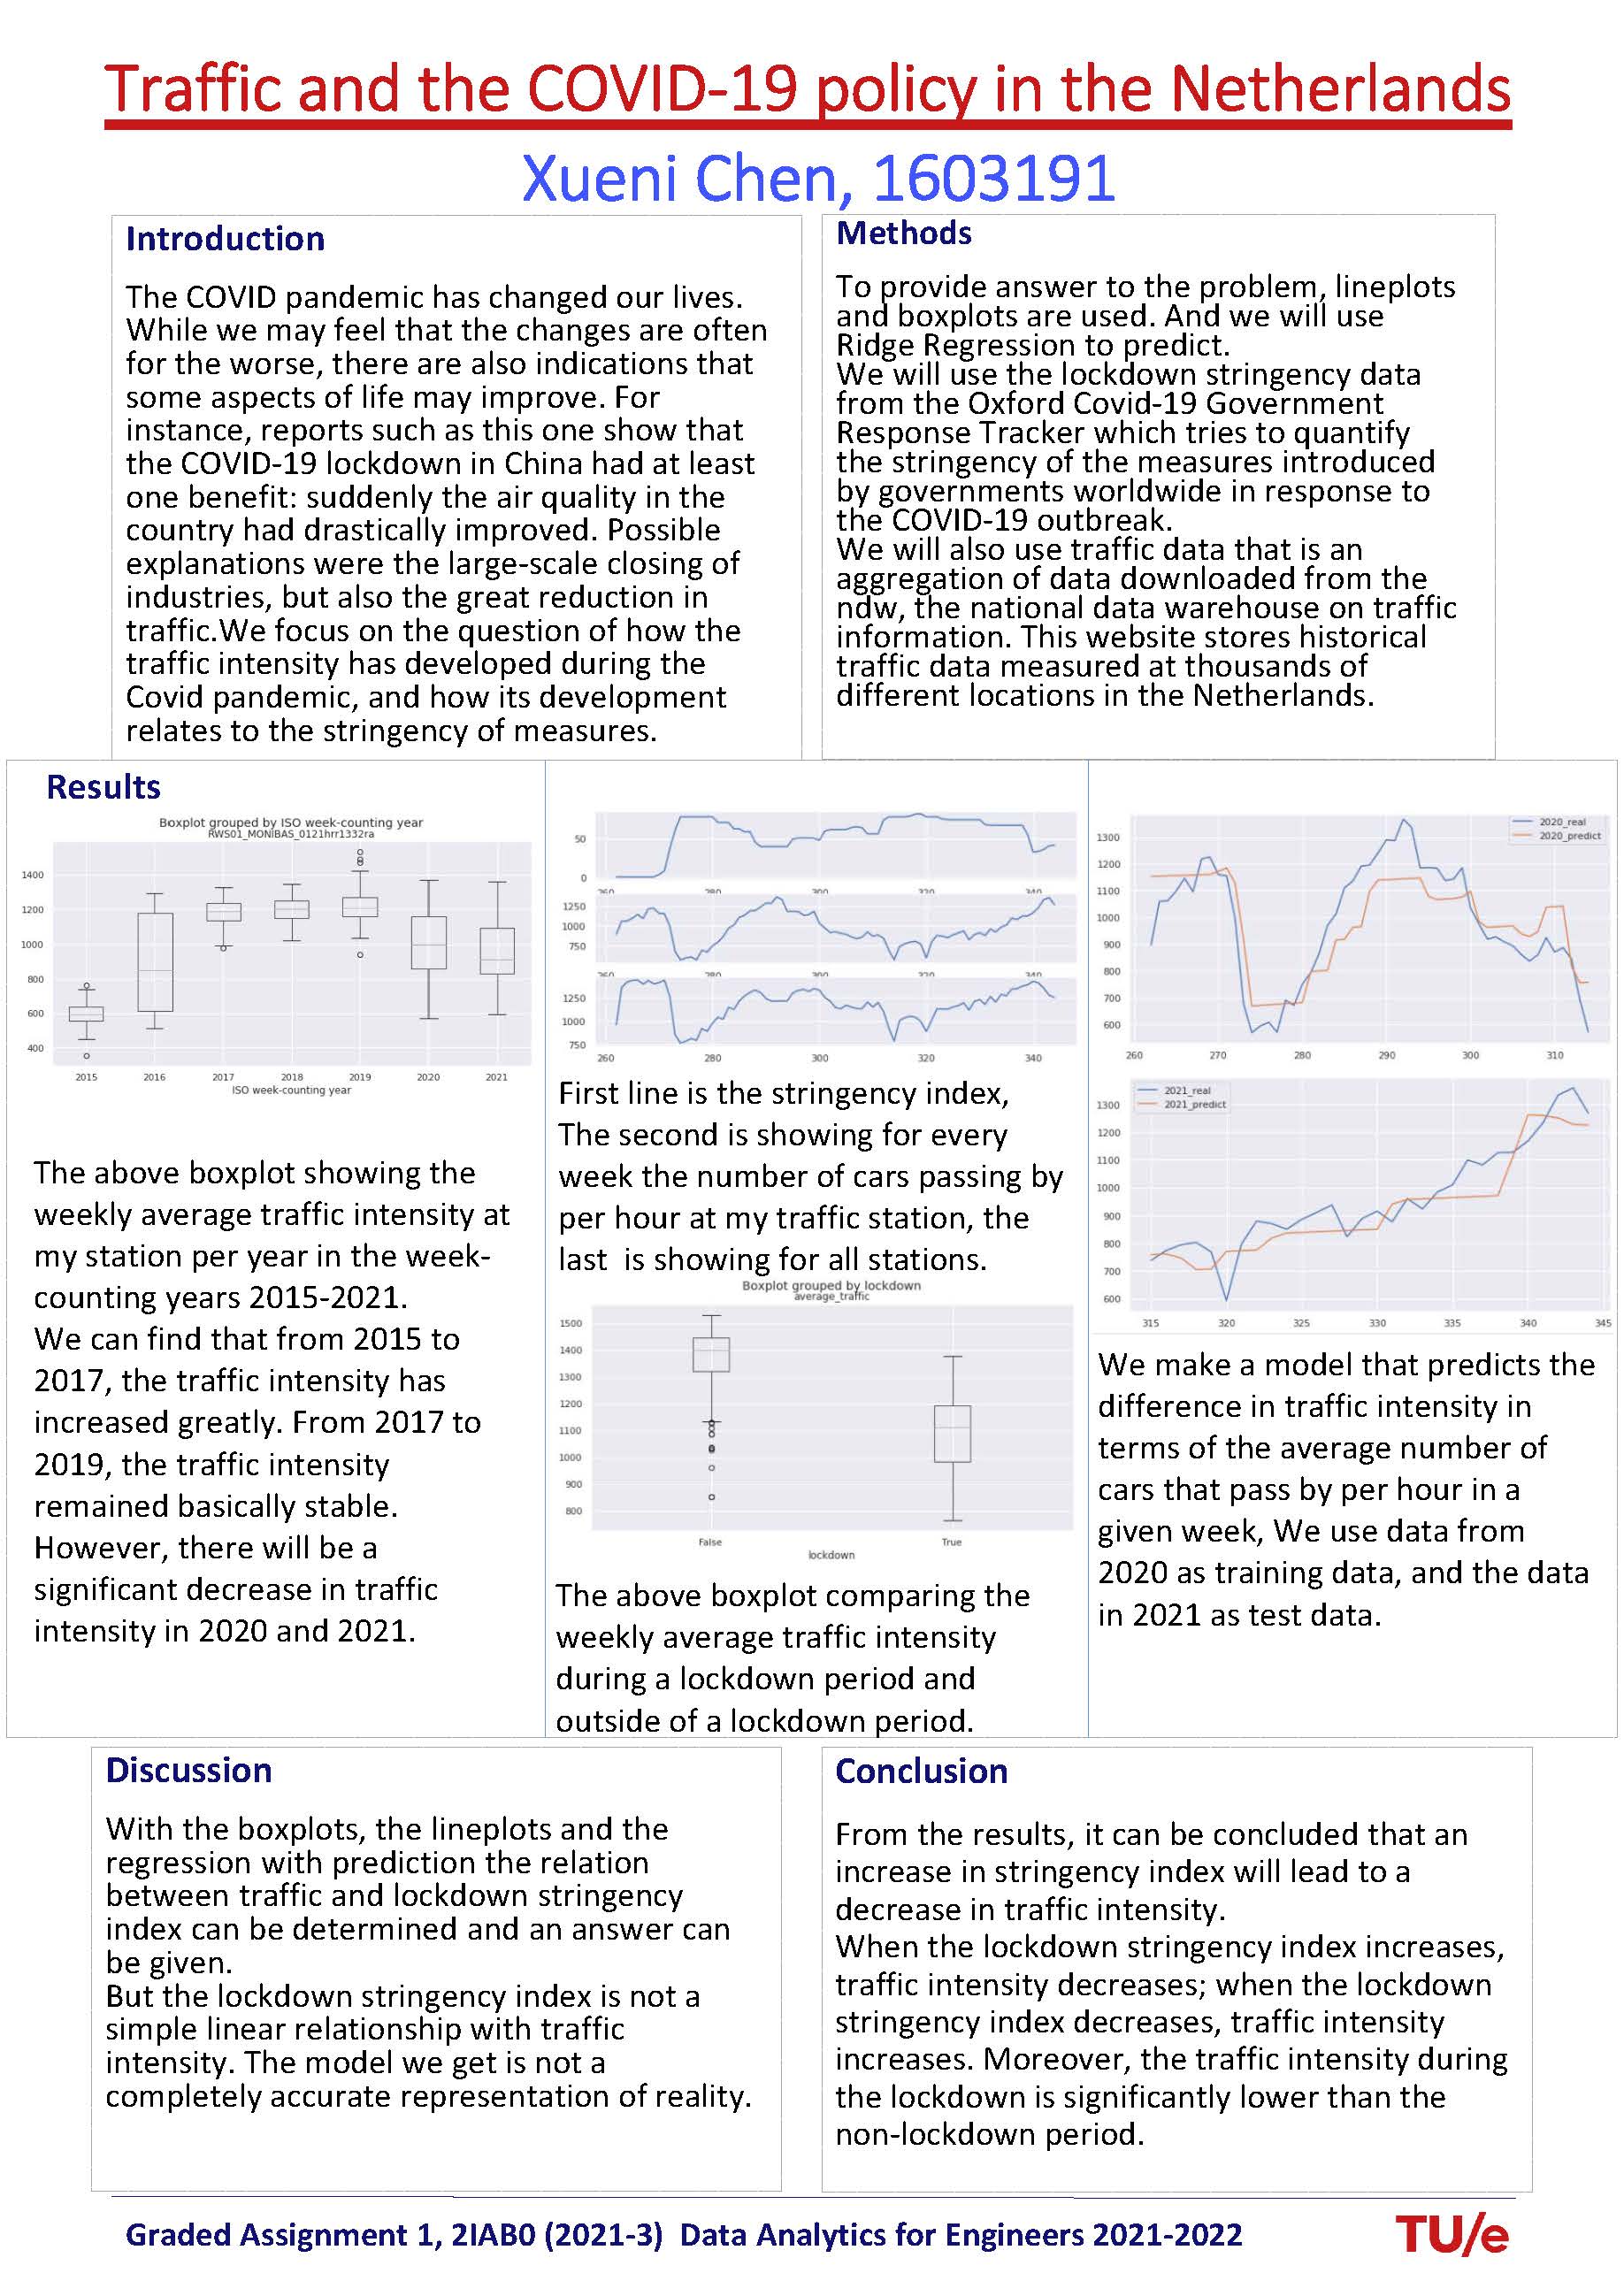 Traffic and the COVID-19 policy in the Netherlands
Xueni Chen, 1603191
Introduction
The COVID pandemic has changed our lives.
While we may feel that the changes are often
for the worse, there are also indications that
some aspects of life may improve. For
instance, reports such as this one show that
the COVID-19 lockdown in China had at least
one benefit: suddenly the air quality in the
country had drastically improved. Possible
explanations were the large-scale closing of
industries, but also the great reduction in
traffic.We focus on the question of how the
traffic intensity has developed during the
Covid pandemic, and how its development
relates to the stringency of measures.
Methods
To provide answer to the problem, lineplots
and boxplots are used. And we will use
Ridge Regression to predict.
We will use the lockdown stringency data
from the Oxford Covid-19 Government
Response Tracker which tries to quantify
the stringency of the measures introduced
by governments worldwide in response to
the COVID-19 outbreak.
We will also use traffic data that is an
aggregation of data downloaded from the
ndw, the national data warehouse on traffic
information. This website stores historical
traffic data measured at thousands of
different locations in the Netherlands.
Results
Boxplot grouped by ISO week-counting year
RWS01_MONIBAS_0121hrr1332ra
1400
1200
1000
800
600
400
2015 2016 2017 2018 2019 2020 2021
ISO week-counting year
The above boxplot showing the
weekly average traffic intensity at
my station per year in the week-
counting years 2015-2021.
We can find that from 2015 to
2017, the traffic intensity has
increased greatly. From 2017 to
2019, the traffic intensity
remained basically stable.
However, there will be a
significant decrease in traffic
intensity in 2020 and 2021.
50
0
260 280 300 320 340
1250
1000
750
260 280 300 320 340
1250
1000
750
260 280 300 320 340
First line is the stringency index,
The second is showing for every
week the number of cars passing by
per hour at my traffic station, the
last is showing for all stations.
Boxplot grouped by lockdown
average_traffic
1500
1400
1300
1200
1100
1000
900
800
False True
lockdown
The above boxplot comparing the
weekly average traffic intensity
during a lockdown period and
outside of a lockdown period.
2020_real
2020_predict
1300
1200
1100
1000
900
800
700
600
260 270 280 290 300 310
2021_real
2021_predict
1300
1200
1100
1000
900
800
700
600
315 320 325 330 335 340 345
We make a model that predicts the
difference in traffic intensity in
terms of the average number of
cars that pass by per hour in a
given week, We use data from
2020 as training data, and the data
in 2021 as test data.
Discussion
With the boxplots, the lineplots and the
regression with prediction the relation
between traffic and lockdown stringency
index can be determined and an answer can
be given.
But the lockdown stringency index is not a
simple linear relationship with traffic
intensity. The model we get is not a
completely accurate representation of reality.
Conclusion
From the results, it can be concluded that an
increase in stringency index will lead to a
decrease in traffic intensity.
When the lockdown stringency index increases,
traffic intensity decreases; when the lockdown
stringency index decreases, traffic intensity
increases. Moreover, the traffic intensity during
the lockdown is significantly lower than the
non-lockdown period.
Graded Assignment 1, 2IAB0 (2021-3) Data Analytics for Engineers 2021-2022
TU/e